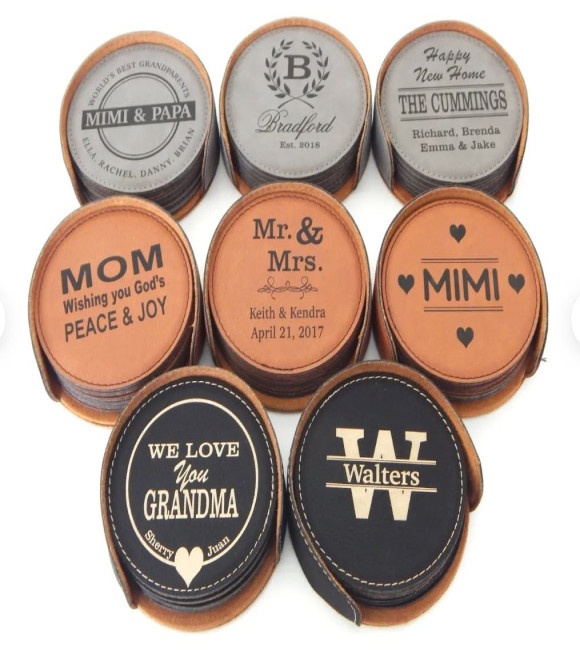 WORLD'S BEST GRANDPARENTS
MIMI & PAPA
ELLA, RACHEL, DANNY, BRIAN
B
Bradford
Est. 2018
Happy
New Home
THE CUMMINGS
Richard, Brenda
Emma & Jake
MOM
Wishing you God's
PEACE & JOY
Mr. &
Mrs.
Keith & Kendra
April 21, 2017
MIMI
WE LOVE
You
GRANDMA
Sherry Juan
W
Walters